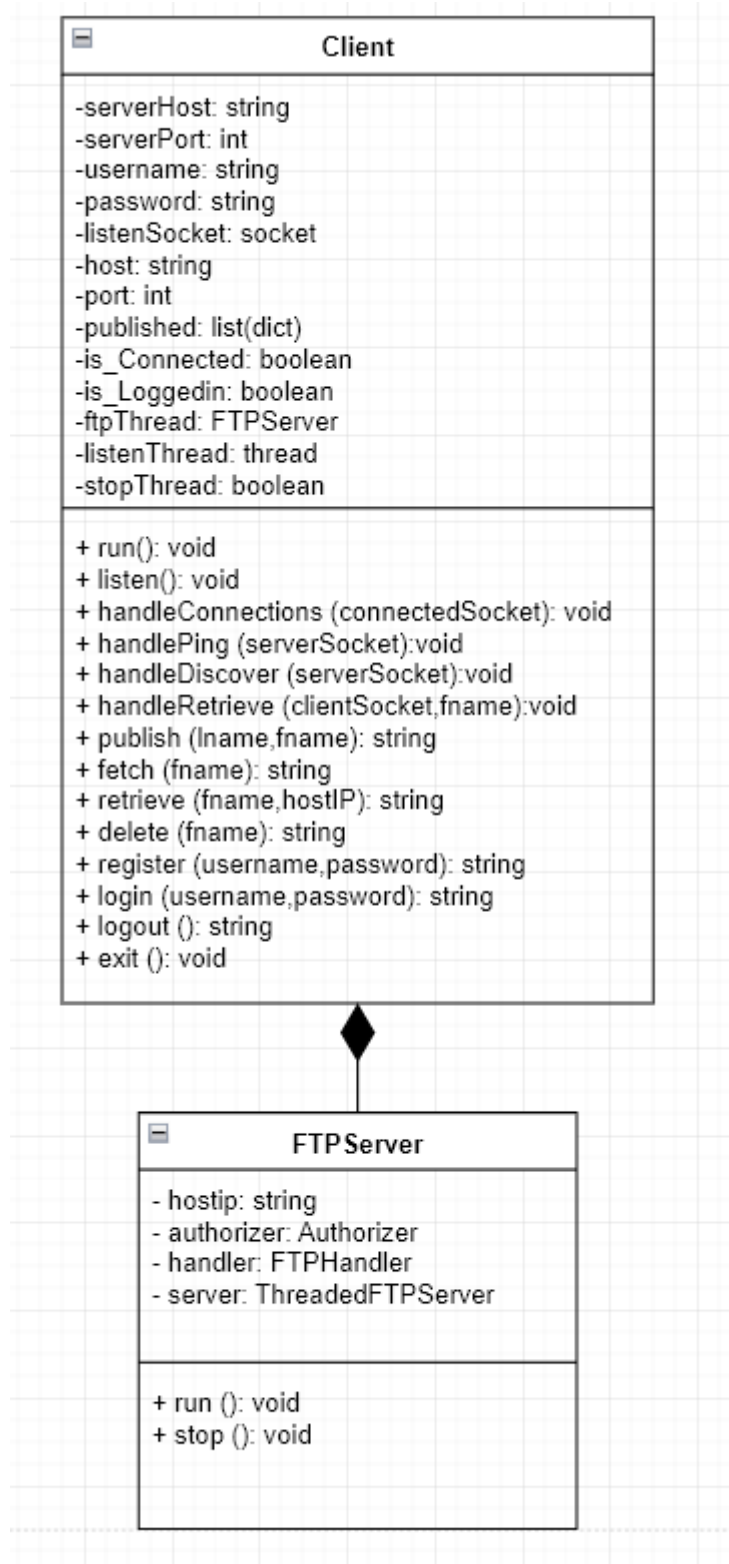 Client
-serverHost: string
-serverPort: int
-username: string
-password: string
-listenSocket: socket
-host: string
-port: int
-published: list(dict)
-is_Connected: boolean
-is_Loggedin: boolean
-ftpThread: FTPServer
-listenThread: thread
-stopThread: boolean
+ run(): void
+ listen(): void
+ handleConnections (connectedSocket): void
+ handlePing (serverSocket):void
+ handleDiscover (serverSocket):void
+ handleRetrieve (clientSocket,fname):void
+ publish (lname,fname): string
+ fetch (fname): string
+ retrieve (fname,hostIP): string
+ delete (fname): string
+ register (username,password): string
+ login (username,password): string
+ logout (): string
+ exit (): void
FTPServer
- hostip: string
- authorizer: Authorizer
- handler: FTPHandler
- server: ThreadedFTPServer
+ run (): void
+ stop (): void